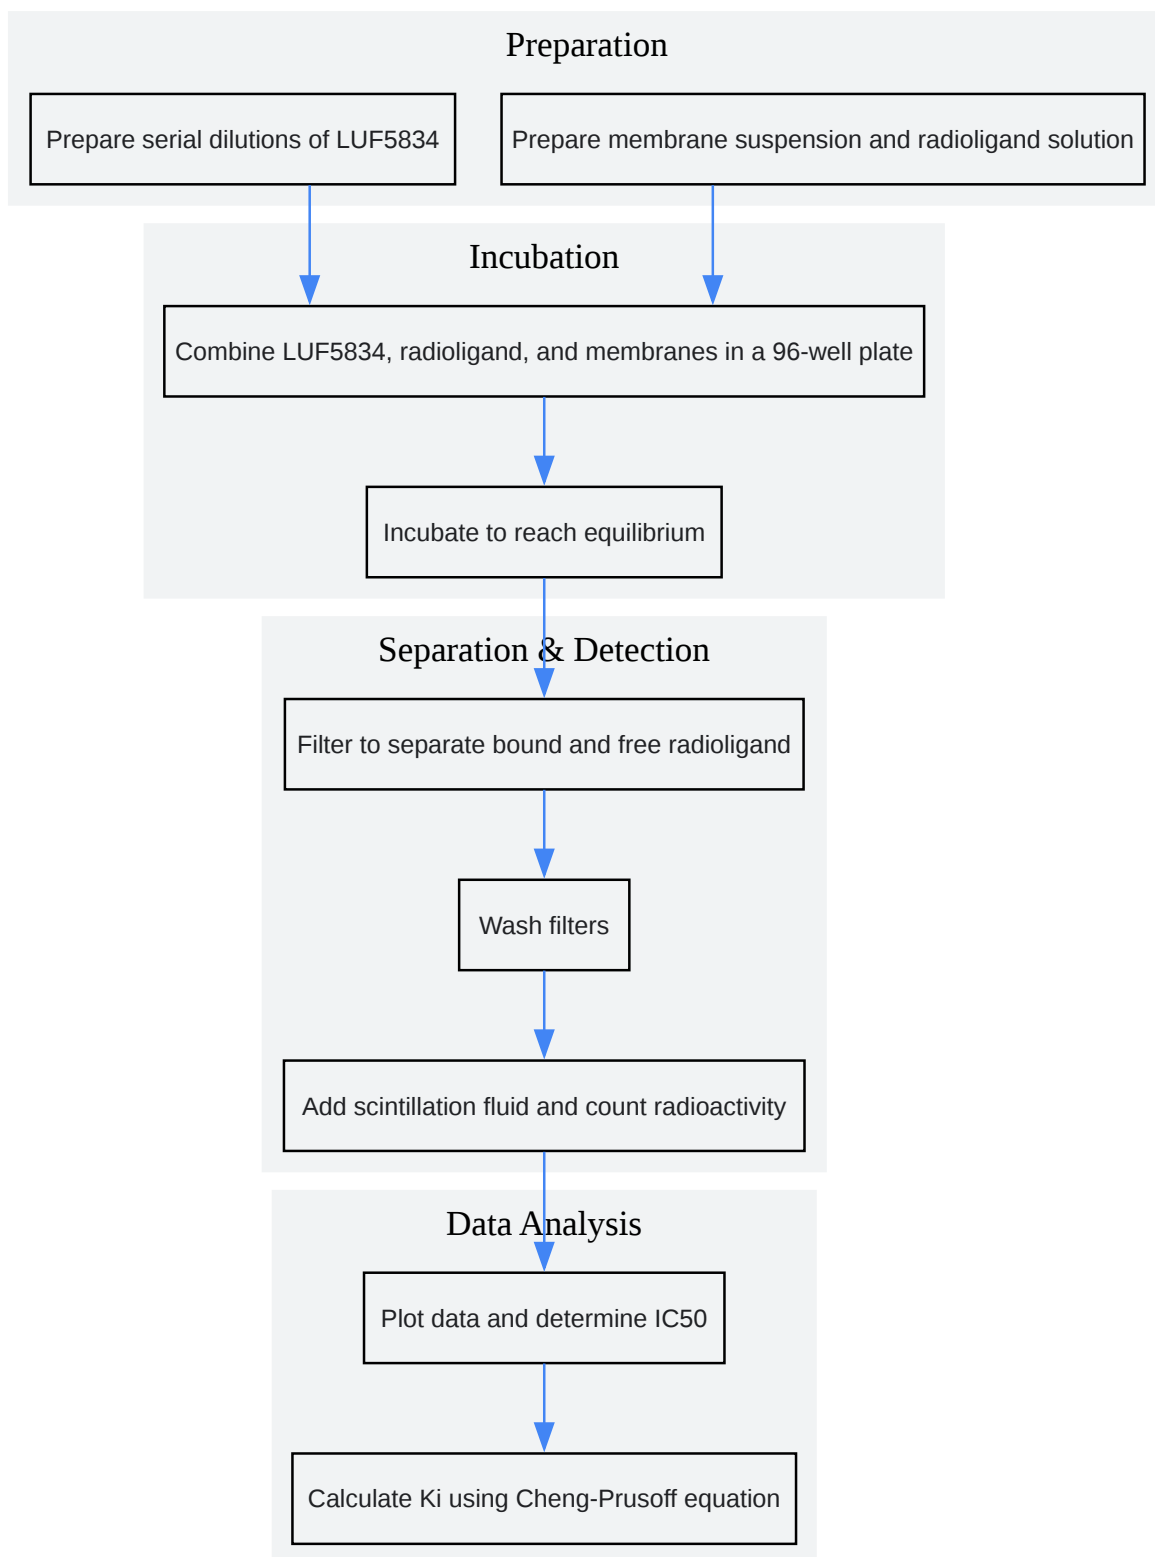 Preparation
Prepare serial dilutions of LUF5834
Prepare membrane suspension and radioligand solution
Incubation
Combine LUF5834, radioligand, and membranes in a 96-well plate
Incubate to reach equilibrium
Separation & Detection
Filter to separate bound and free radioligand
Wash filters
Add scintillation fluid and count radioactivity
Data Analysis
Plot data and determine IC50
Calculate Ki using Cheng-Prusoff equation